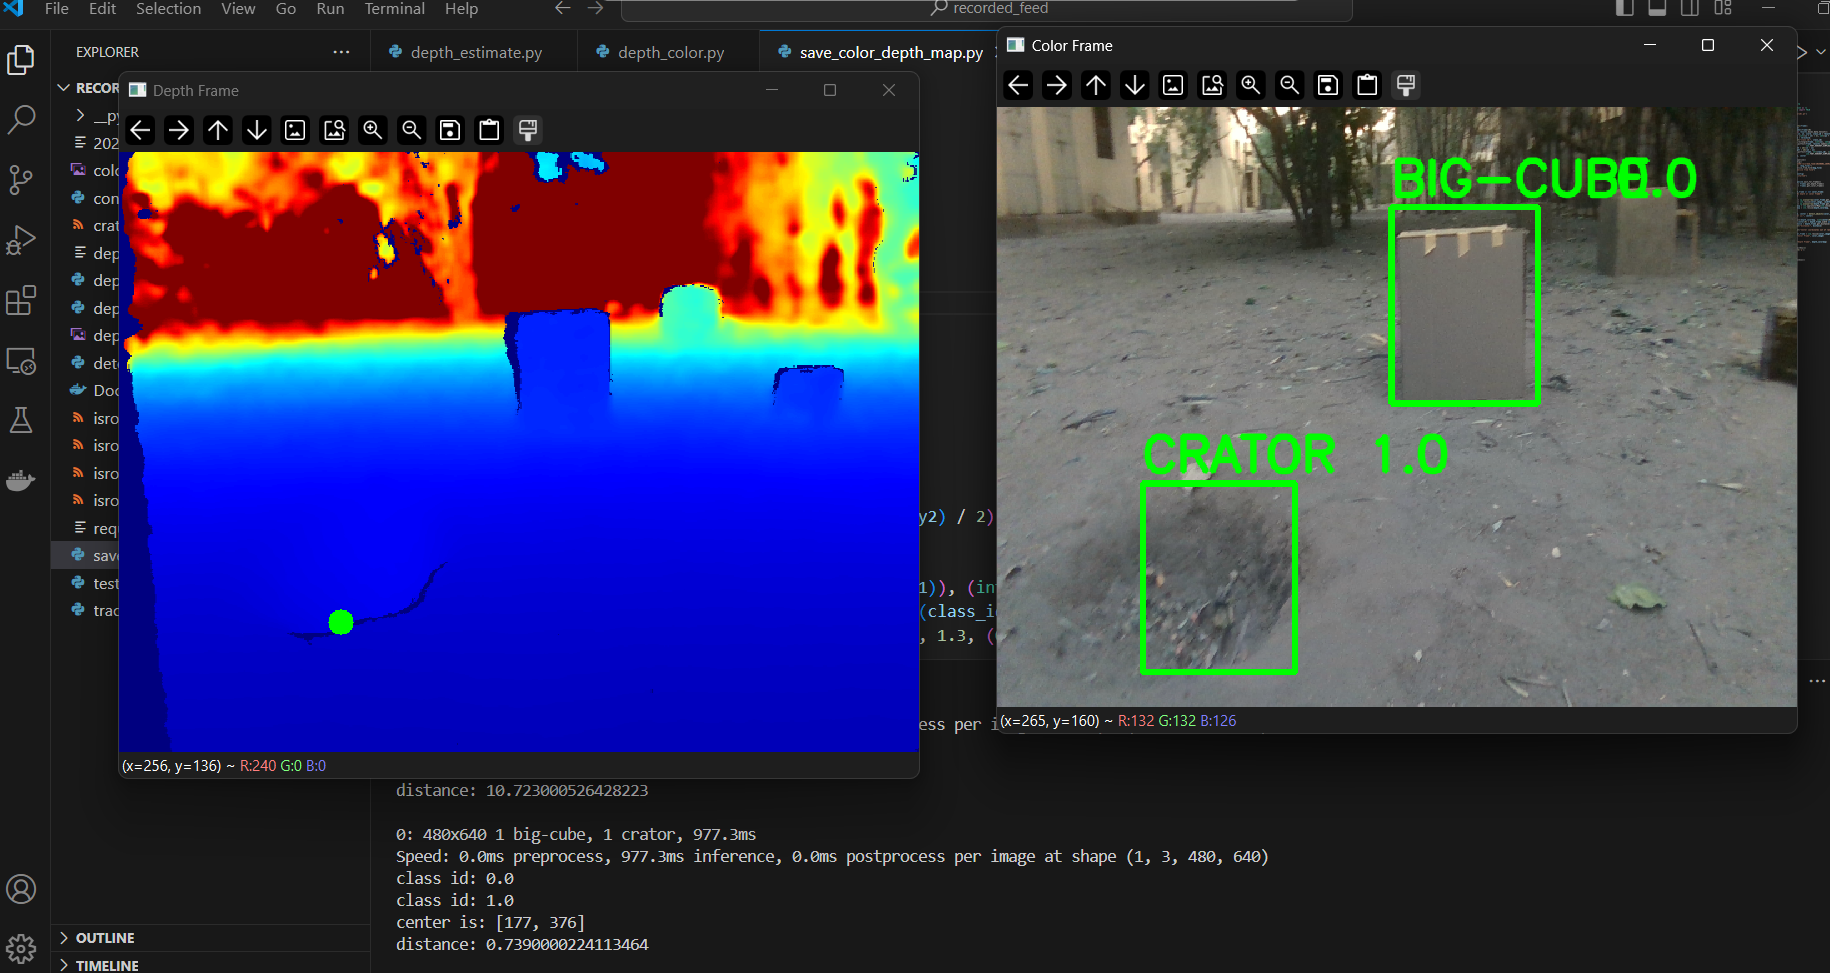 File Edit Selection View Go Run Terminal Help
recorded_feed
EXPLORER
depth_estimate.py
depth_color.py
save_color_depth_map.py
RECOR
__py
202
colo
con
crat
dep
dep
dep
dep
dete
Doc
isro
isro
isro
isro
requ
save
test
trac
OUTLINE
TIMELINE
Depth Frame
(x=256, y=136) ~ R:240 G:0 B:0
Color Frame
BIG-CUBE
0.0
CRATOR 1.0
(x=265, y=160) ~ R:132 G:132 B:126
y2) / 2)
1)), (in
(class_i
, 1.3, (
ess per i
distance: 10.723000526428223
0: 480x640 1 big-cube, 1 crator, 977.3ms
Speed: 0.0ms preprocess, 977.3ms inference, 0.0ms postprocess per image at shape (1, 3, 480, 640)
class id: 0.0
class id: 1.0
center is: [177, 376]
distance: 0.7390000224113464